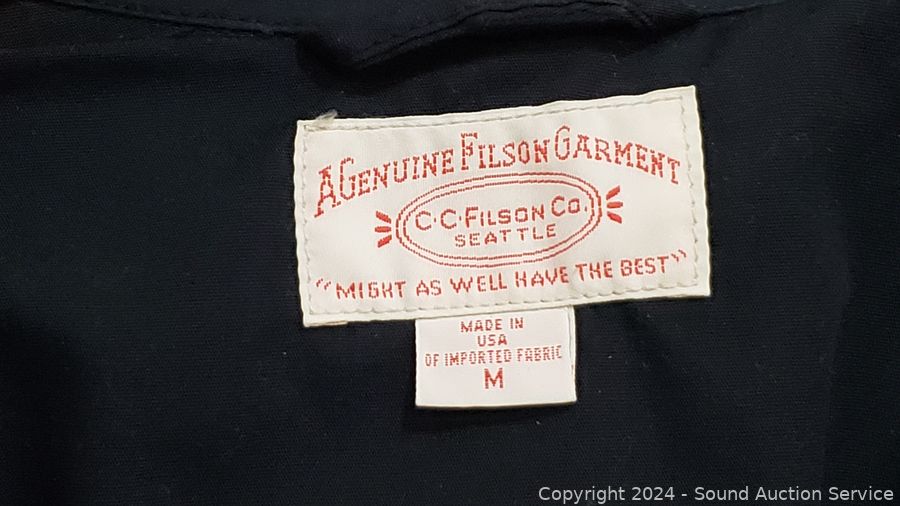 A GENUINE FILSON GARMENT
C·C·FILSON CO.
SEATTLE
"MIGHT AS WELL HAVE THE BEST"
MADE IN
USA
OF IMPORTED FABRIC
M
Copyright 2024 - Sound Auction Service